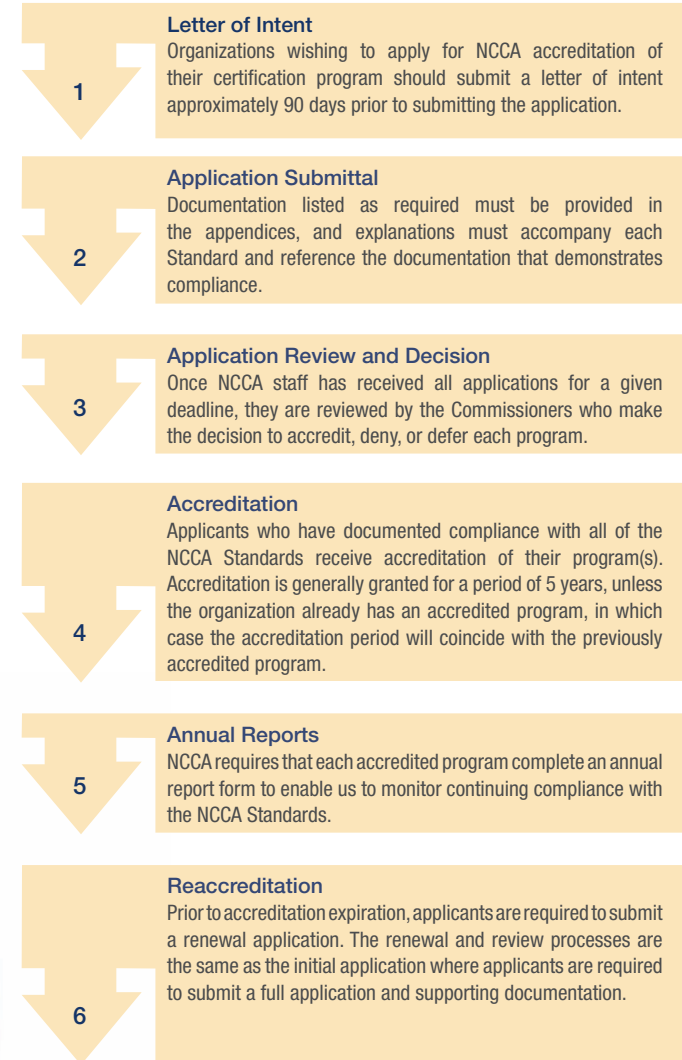 Letter of Intent
Organizations wishing to apply for NCCA accreditation of
their certification program should submit a letter of intent
approximately 90 days prior to submitting the application.
1
Application Submittal
Documentation listed as required must be provided in
the appendices, and explanations must accompany each
Standard and reference the documentation that demonstrates
compliance.
2
Application Review and Decision
Once NCCA staff has received all applications for a given
deadline, they are reviewed by the Commissioners who make
the decision to accredit, deny, or defer each program.
3
Accreditation
Applicants who have documented compliance with all of the
NCCA Standards receive accreditation of their program(s).
Accreditation is generally granted for a period of 5 years, unless
the organization already has an accredited program, in which
case the accreditation period will coincide with the previously
accredited program.
4
Annual Reports
NCCA requires that each accredited program complete an annual
report form to enable us to monitor continuing compliance with
the NCCA Standards.
5
Reaccreditation
Prior to accreditation expiration, applicants are required to submit
a renewal application. The renewal and review processes are
the same as the initial application where applicants are required
to submit a full application and supporting documentation.
6